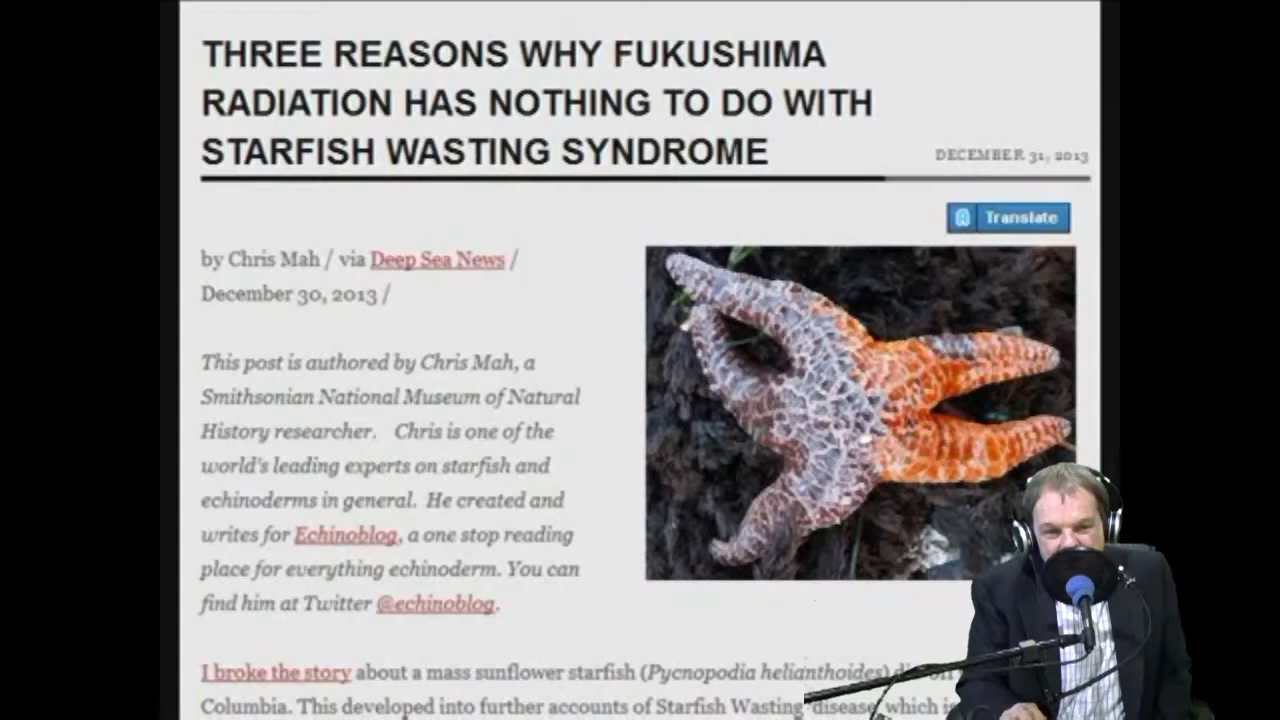 THREE REASONS WHY FUKUSHIMA
RADIATION HAS NOTHING TO DO WITH
STARFISH WASTING SYNDROME
DECEMBER 31, 2013
Translate
by Chris Mah / via Deep Sea News /
December 30, 2013 /
This post is authored by Chris Mah, a
Smithsonian National Museum of Natural
History researcher. Chris is one of the
world's leading experts on starfish and
echinoderms in general. He created and
writes for Echinoblog, a one stop reading
place for everything echinoderm. You can
find him at Twitter @echinoblog.
I broke the story about a mass sunflower starfish (Pycnopodia helianthoides)
Columbia. This developed into further accounts of Starfish Wasting disease which